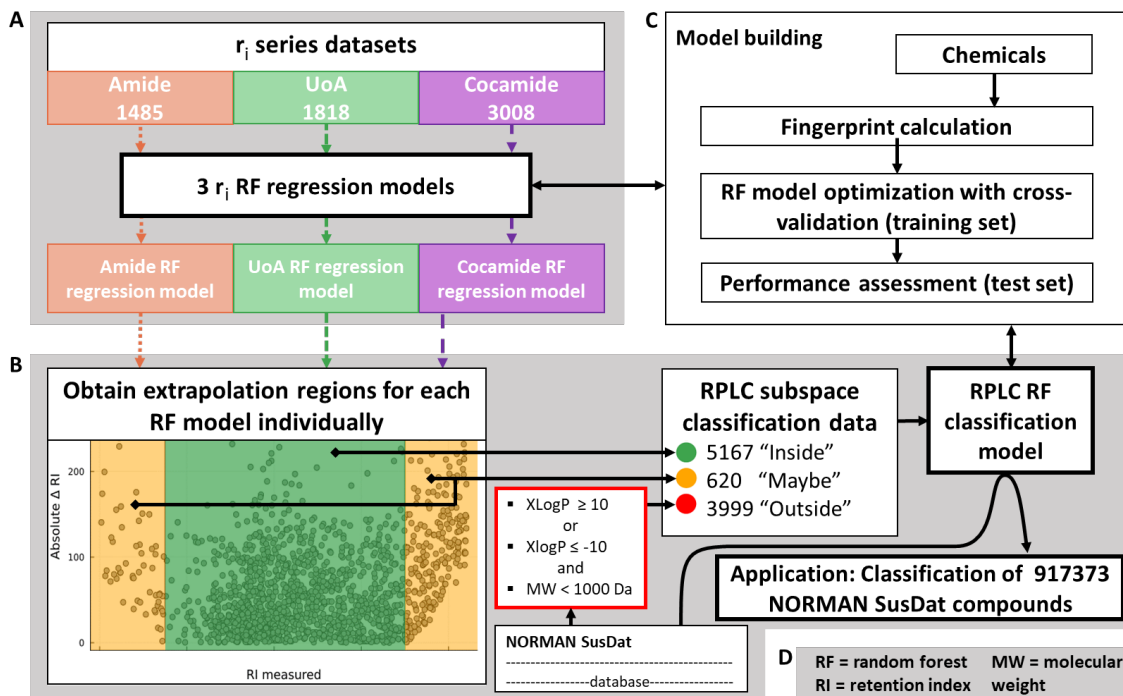 A
r_i series datasets
Amide
1485
UoA
1818
Cocamide
3008
3 r_i RF regression models
Amide RF
regression model
UoA RF regression
model
Cocamide RF
regression model
C
Model building
Chemicals
Fingerprint calculation
RF model optimization with cross-
validation (training set)
Performance assessment (test set)
B
Obtain extrapolation regions for each
RF model individually
200
100
0
Absolute Δ RI
RI measured
XLogP ≥ 10
or
XlogP ≤ -10
and
MW < 1000 Da
NORMAN SusDat
database
RPLC subspace
classification data
5167 “Inside”
620 “Maybe”
3999 “Outside”
RPLC RF
classification
model
Application: Classification of 917373
NORMAN SusDat compounds
D
RF = random forest MW = molecular
RI = retention index weight